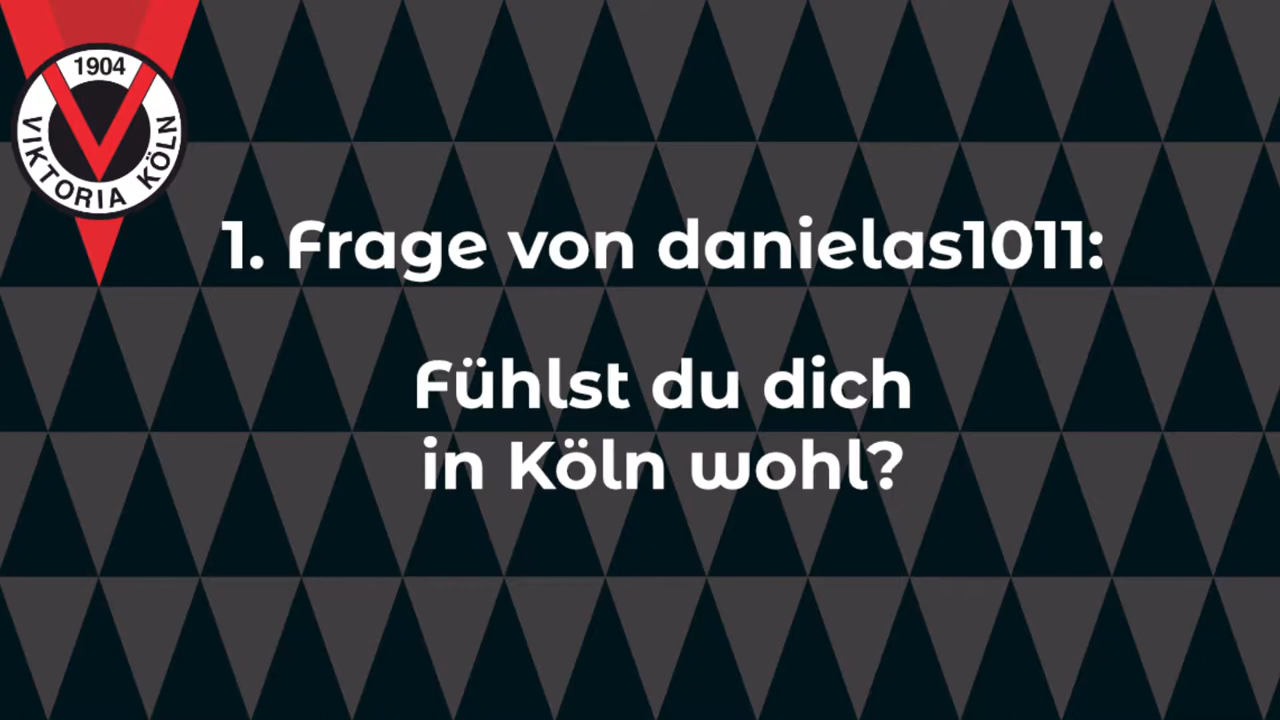 1904
VIKTORIA KÖLN
1. Frage von danielas1011:
Fühlst du dich
in Köln wohl?